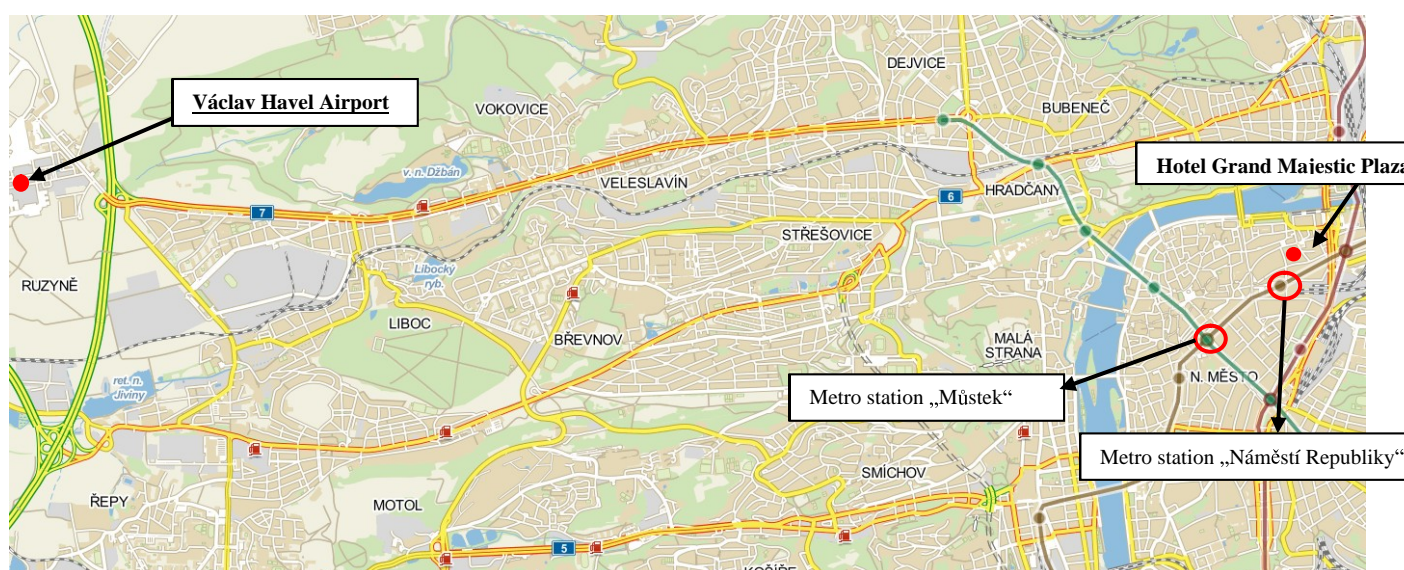 DEJVICE
VOKOVICE
BUBENEČ
Václav Havel Airport
Hotel Grand Majestic Plaza
v. n. Džbán
VELESLAVÍN
HRADČANY
6
7
STŘEŠOVICE
RUZYNĚ
Libocký
ryb.
LIBOC
BŘEVNOV
MALÁ
STRANA
N. MĚSTO
ret. n.
Jiviny
Metro station „Můstek“
Metro station „Náměstí Republiky“
SMÍCHOV
ŘEPY
MOTOL
5
KOŠÍŘE